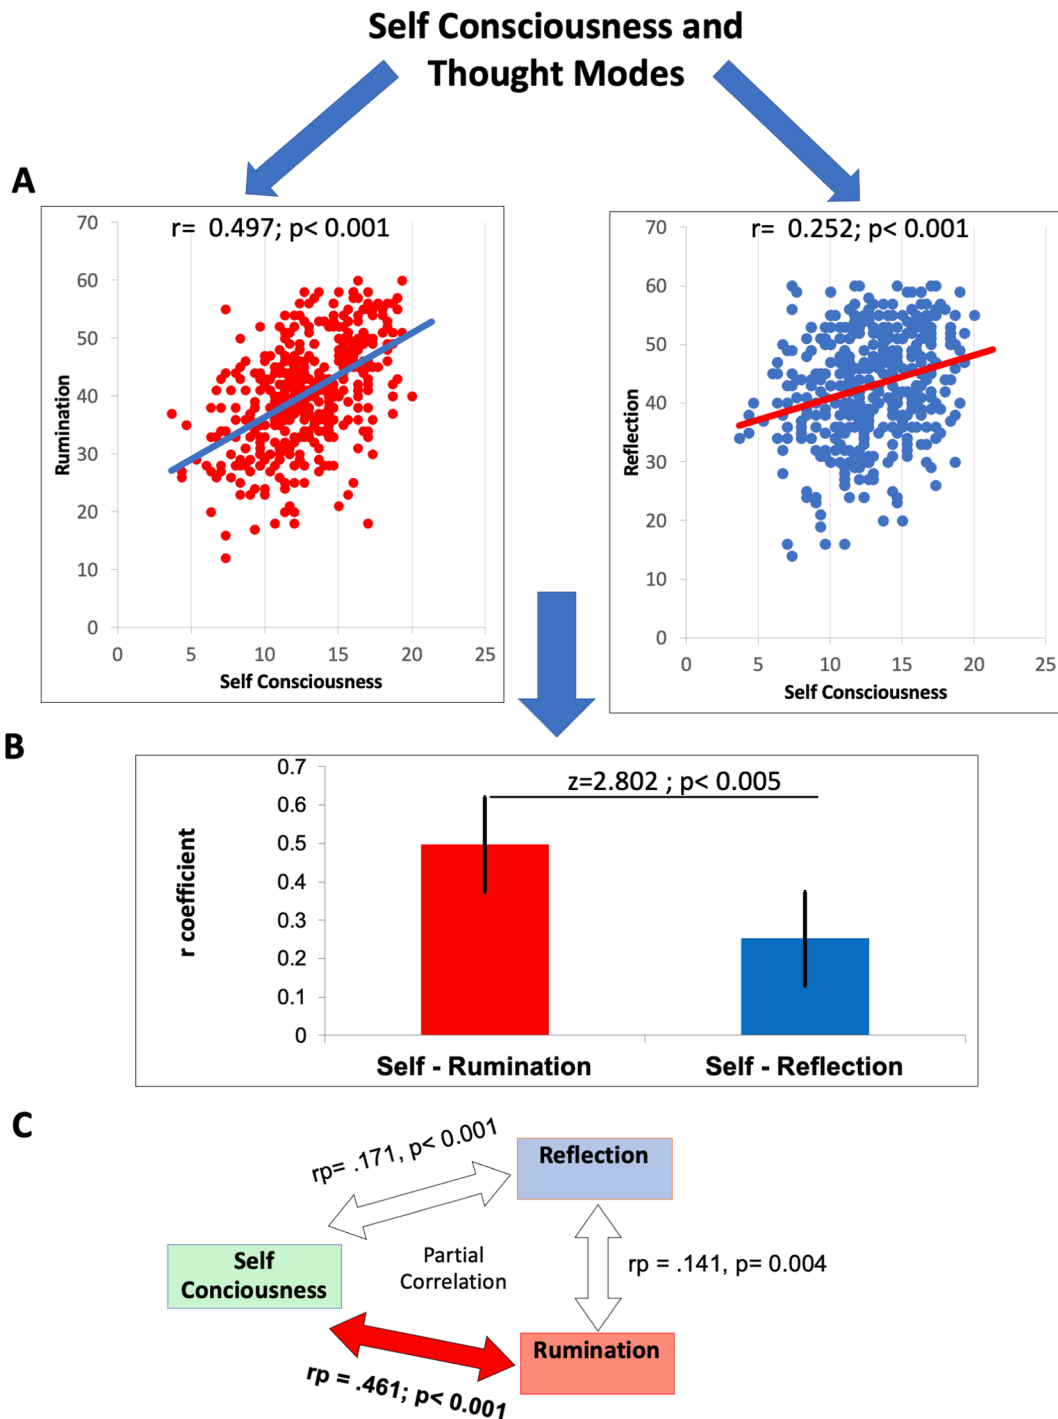 Self Consciousness and
Thought Modes
A
r= 0.497; p< 0.001
70
60
50
40
30
20
10
0
Rumination
0 5 10 15 20 25
Self Consciousness
r= 0.252; p< 0.001
70
60
50
40
30
20
10
0
Reflection
0 5 10 15 20 25
Self Consciousness
B
0.7
0.6
0.5
0.4
0.3
0.2
0.1
0
r coefficient
z=2.802 ; p< 0.005
Self - Rumination
Self - Reflection
C
rp= .171, p< 0.001
Reflection
Self
Conciousness
Partial
Correlation
rp = .141, p= 0.004
Rumination
rp = .461; p< 0.001